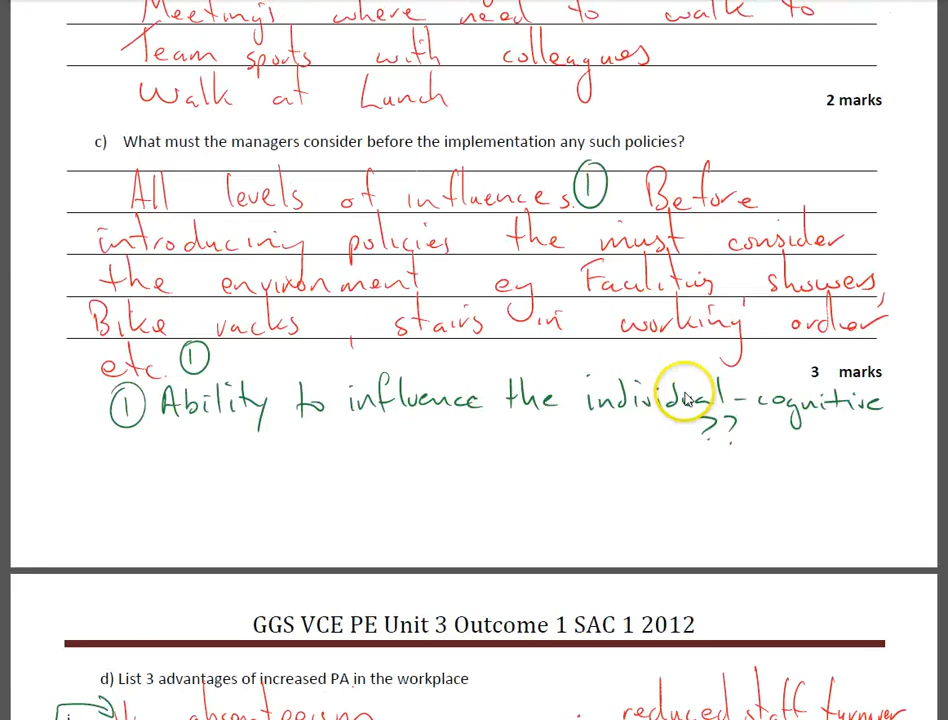 Meetings where need to walk to
Team sports with colleagues
Walk at Lunch
2 marks
c) What must the managers consider before the implementation any such policies?
All levels of influences. ① Before
introducing policies the must consider
the environment eg Facilities showers,
Bike racks, stairs in working order
etc. ①
3 marks
① Ability to influence the individual - cognitive
??
GGS VCE PE Unit 3 Outcome 1 SAC 1 2012
d) List 3 advantages of increased PA in the workplace
absenteeism reduced staff turnover